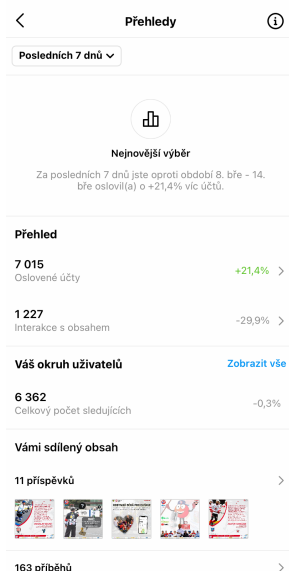 Přehledy
Posledních 7 dnů
Nejnovější výběr
Za posledních 7 dnů jste oproti období 8. bře - 14.
bře oslovil(a) o +21,4% víc účtů.
Přehled
7 015
Oslovené účty
+21,4%
1 227
Interakce s obsahem
-29,9%
Váš okruh uživatelů
Zobrazit vše
6 362
Celkový počet sledujících
-0,3%
Vámi sdílený obsah
11 příspěvků
163 příběhů